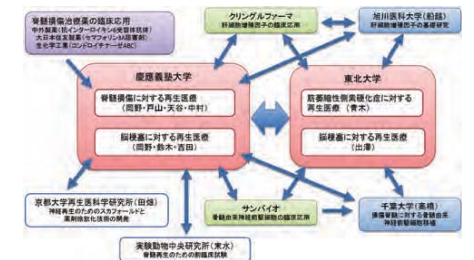 脊髄損傷治療薬の臨床応用
中外製薬(抗インターロイキン6受容体抗体)
大日本住友製薬(セマフォリン3A阻害剤)
生化学工業(コンドロイチナーゼABC)
クリングルファーマ
肝細胞増殖因子の臨床応用
旭川医科大学(船越)
肝細胞増殖因子の基礎研究
慶應義塾大学
脊髄損傷に対する再生医療
(岡野・戸山・天谷・中村)
脳梗塞に対する再生医療
(岡野・鈴木・吉田)
東北大学
筋萎縮性側索硬化症に対する
再生医療 (青木)
脳梗塞に対する再生医療
(出澤)
京都大学再生医科学研究所(田畑)
神経再生のためのスカフォールドと
薬剤徐放化技術の開発
サンバイオ
骨髄由来神経前駆細胞の臨床応用
千葉大学(高橋)
損傷脊髄に対する骨髄由来
神経前駆細胞移植
実験動物中央研究所(末水)
脊髄再生のための前臨床試験